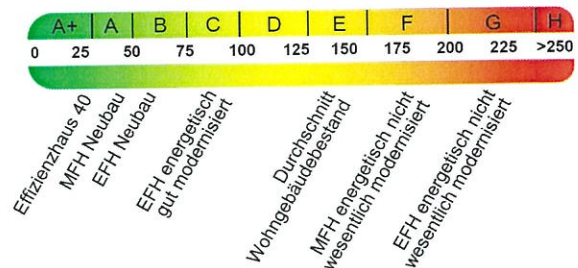 A+ A B C D E F G H
0 25 50 75 100 125 150 175 200 225 >250
Effizienzhaus 40
MFH Neubau
EFH Neubau
EFH energetisch
gut modernisiert
Durchschnitt
Wohngebäudebestand
MFH energetisch nicht
wesentlich modernisiert
EFH energetisch nicht
wesentlich modernisiert